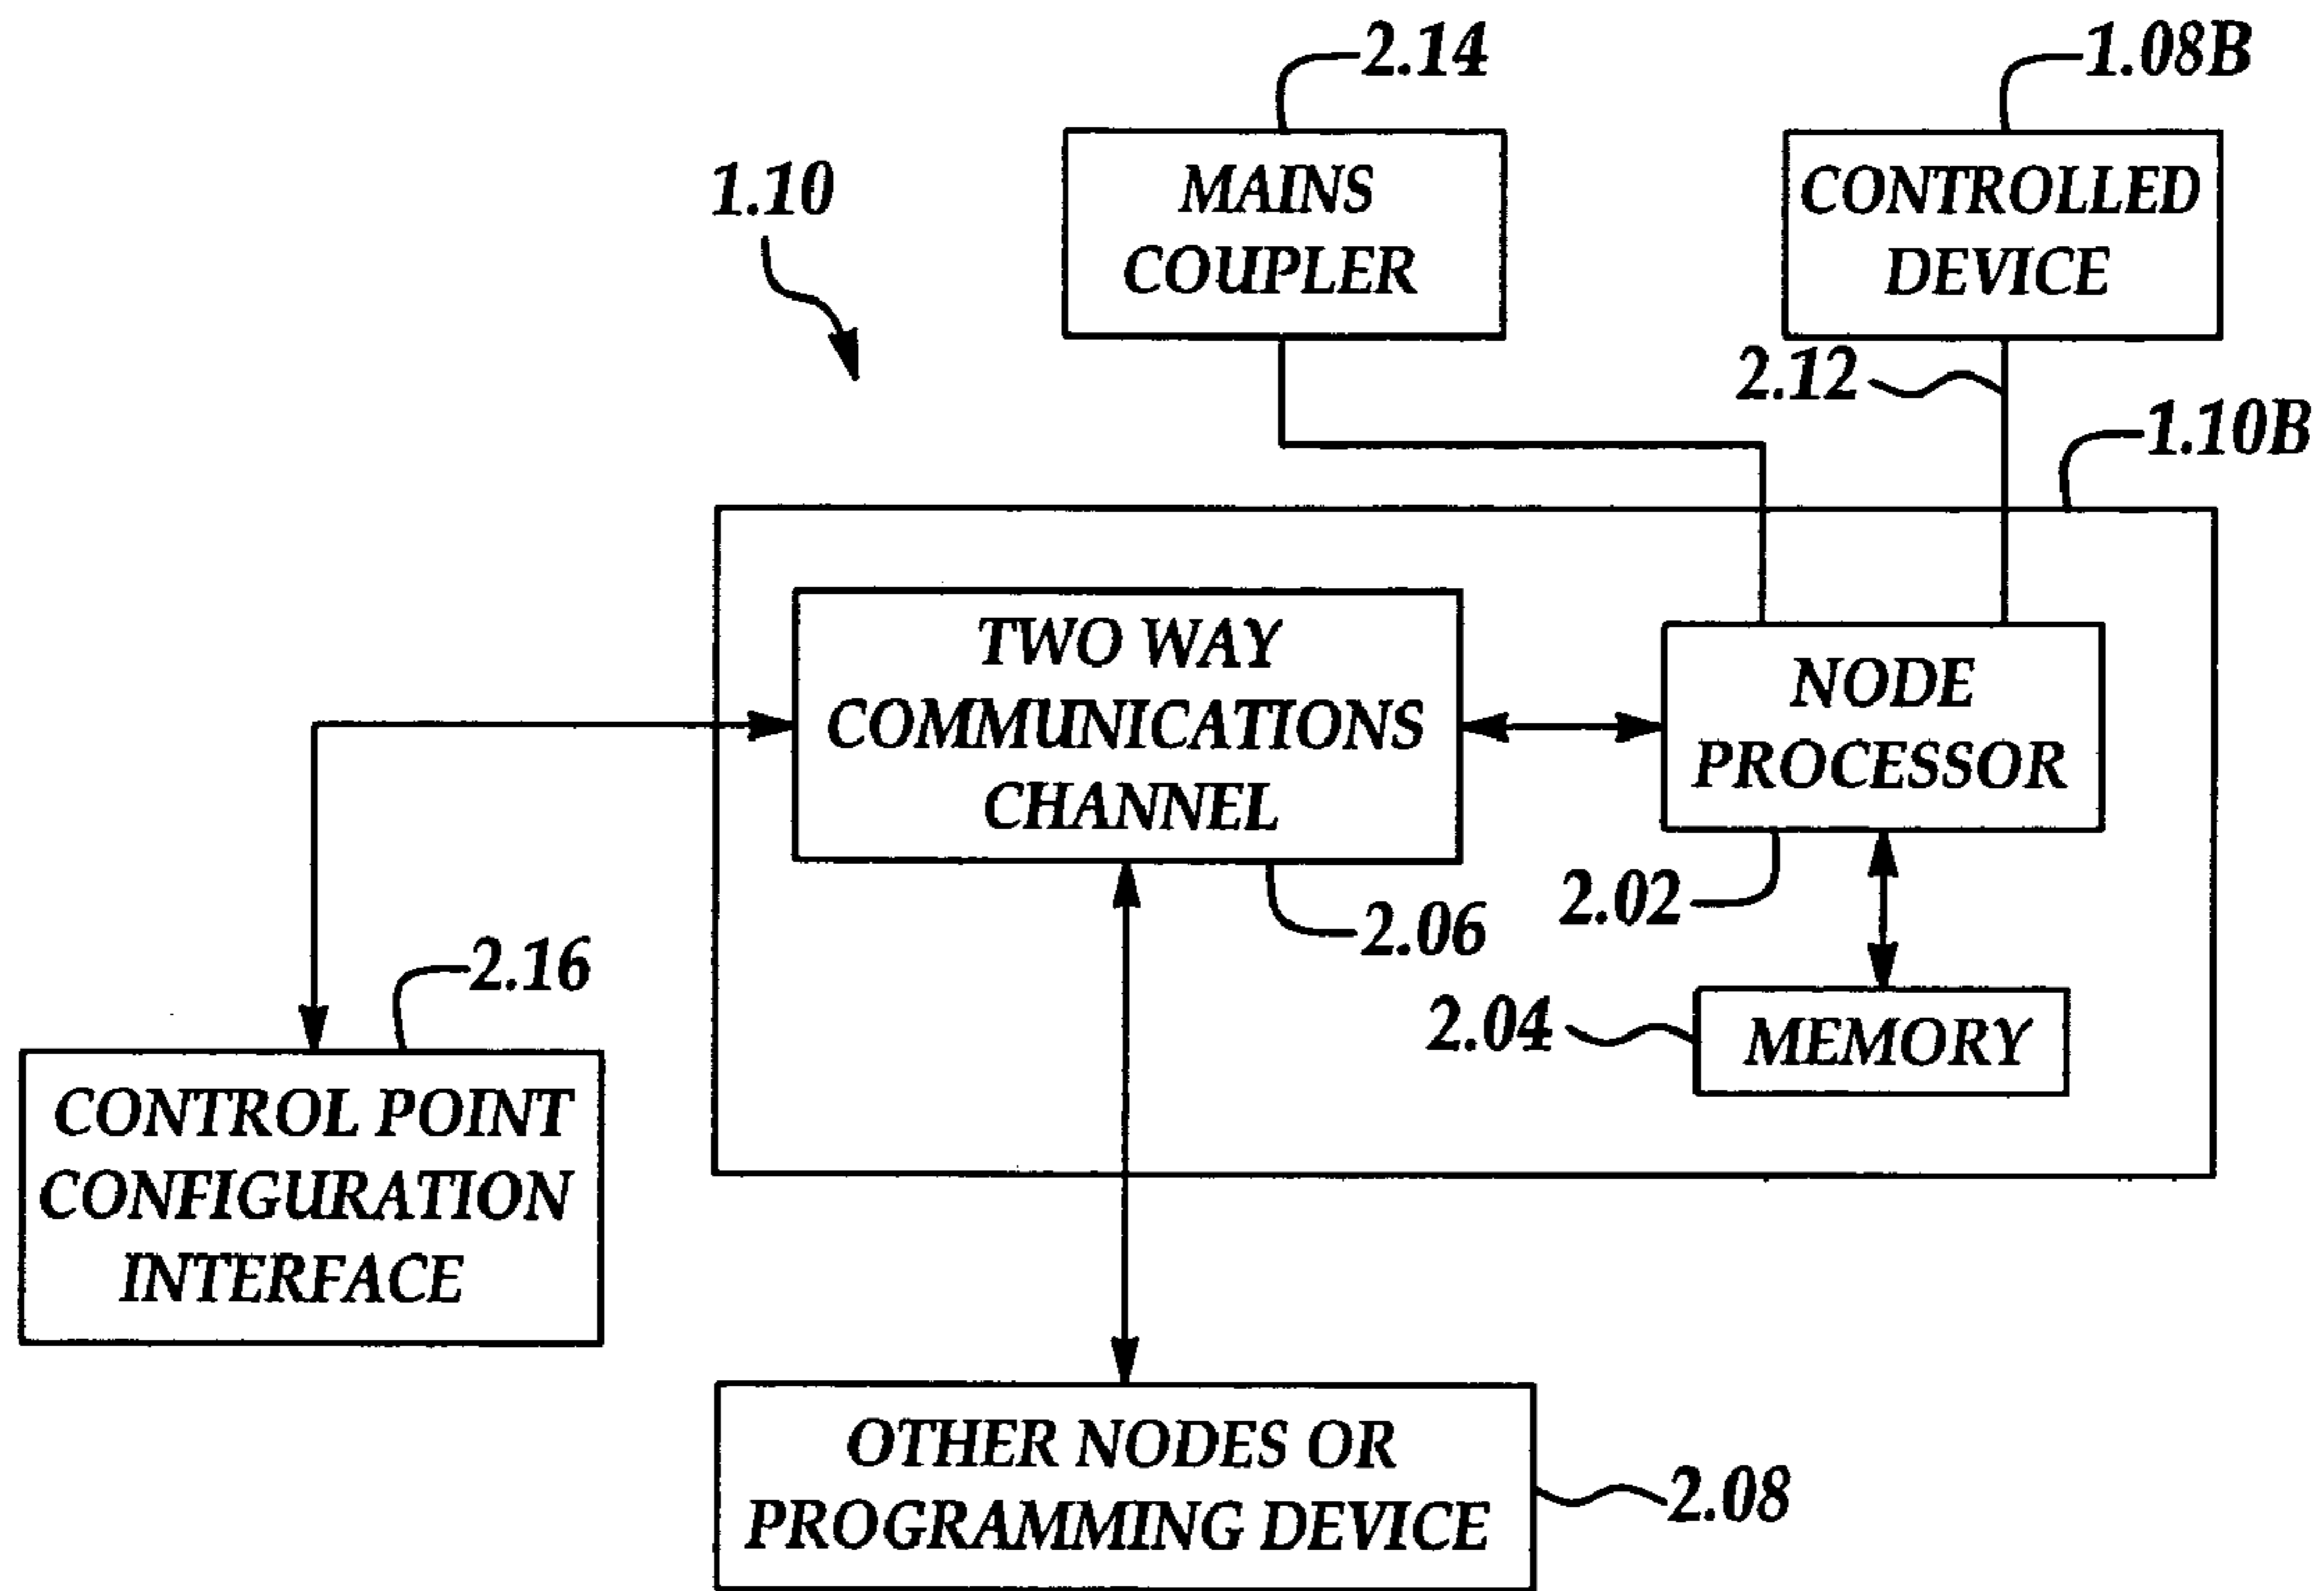 2.14
1.08B
1.10
MAINS
COUPLER
CONTROLLED
DEVICE
2.12
1.10B
TWO WAY
COMMUNICATIONS
CHANNEL
NODE
PROCESSOR
2.02
2.06
2.16
2.04
MEMORY
CONTROL POINT
CONFIGURATION
INTERFACE
OTHER NODES OR
PROGRAMMING DEVICE
2.08